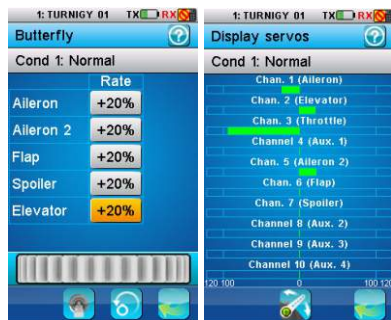 1: TURNIGY 01 TX RX
Butterfly
Cond 1: Normal
Rate
Aileron +20%
Aileron 2 +20%
Flap +20%
Spoiler +20%
Elevator +20%
1: TURNIGY 01 TX RX
Display servos
Cond 1: Normal
Chan. 1 (Aileron)
Chan. 2 (Elevator)
Chan. 3 (Throttle)
Channel 4 (Aux. 1)
Chan. 5 (Aileron 2)
Chan. 6 (Flap)
Chan. 7 (Spoiler)
Channel 8 (Aux. 2)
Channel 9 (Aux. 3)
Channel 10 (Aux. 4)
120 100 0 100 120